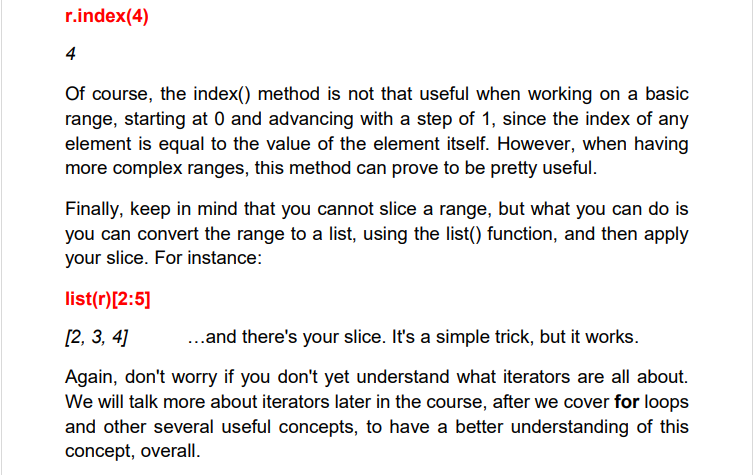 r.index(4)
4
Of course, the index() method is not that useful when working on a basic
range, starting at 0 and advancing with a step of 1, since the index of any
element is equal to the value of the element itself. However, when having
more complex ranges, this method can prove to be pretty useful.
Finally, keep in mind that you cannot slice a range, but what you can do is
you can convert the range to a list, using the list() function, and then apply
your slice. For instance:
list(r)[2:5]
[2, 3, 4] …and there's your slice. It's a simple trick, but it works.
Again, don't worry if you don't yet understand what iterators are all about.
We will talk more about iterators later in the course, after we cover for loops
and other several useful concepts, to have a better understanding of this
concept, overall.